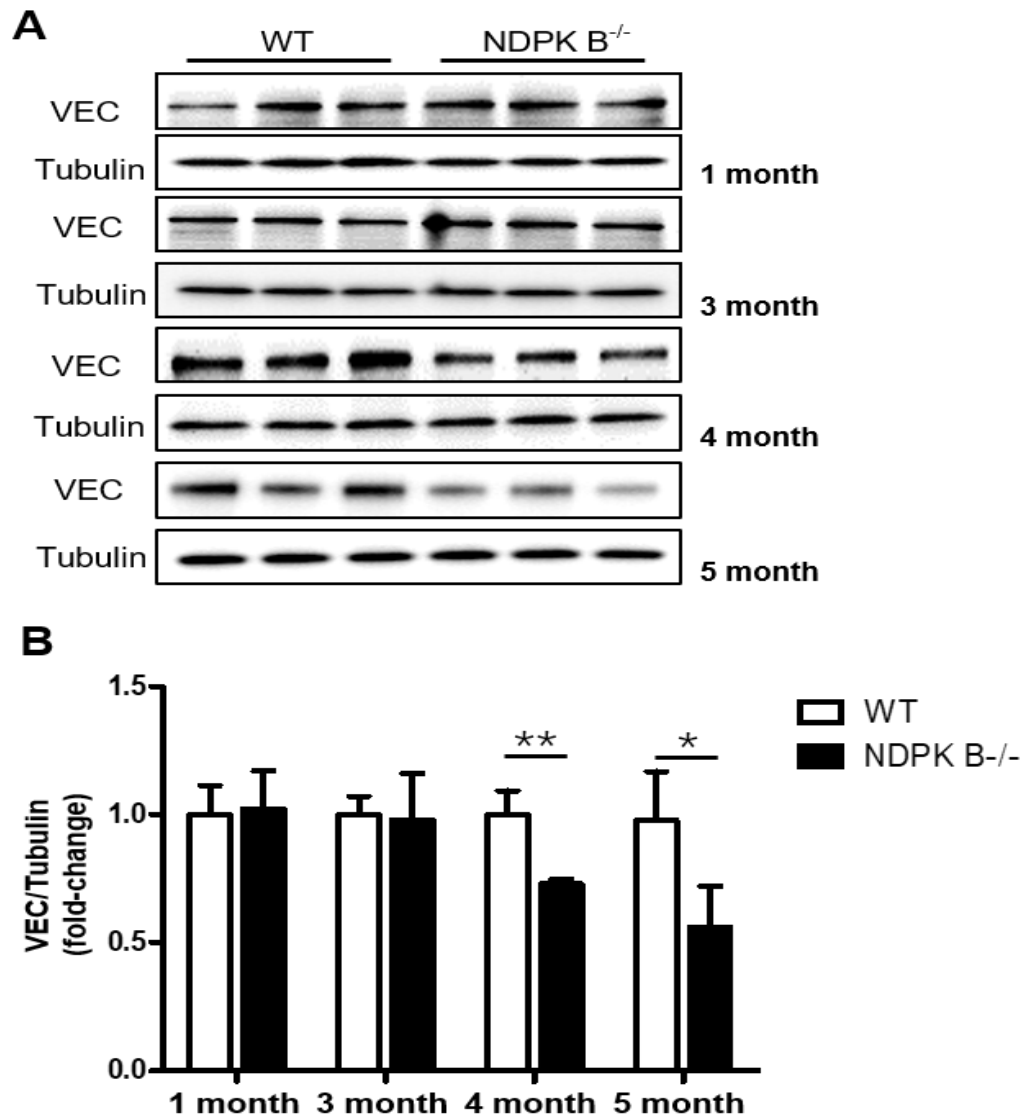 A
WT NDPK B-/-
VEC
Tubulin 1 month
VEC
Tubulin 3 month
VEC
Tubulin 4 month
VEC
Tubulin 5 month
B
VEC/Tubulin
(fold-change)
1.5
1.0
0.5
0.0
** *
WT
NDPK B-/-
1 month 3 month 4 month 5 month